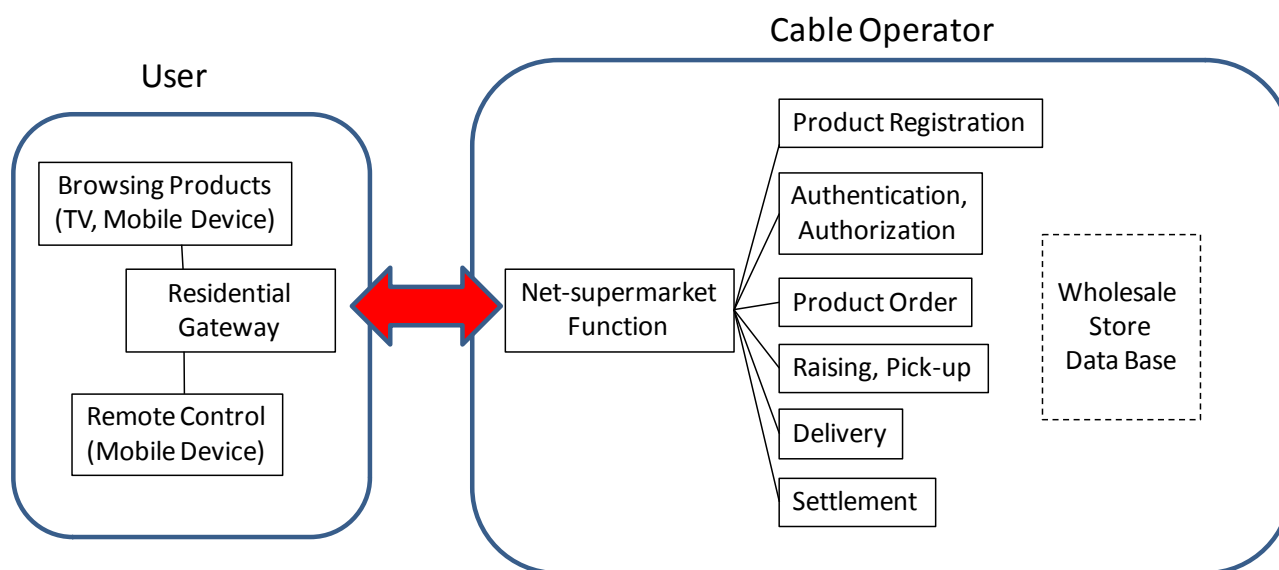 Cable Operator
User
Browsing Products
(TV, Mobile Device)
Residential
Gateway
Remote Control
(Mobile Device)
Net-supermarket
Function
Product Registration
Authentication,
Authorization
Product Order
Raising, Pick-up
Delivery
Settlement
Wholesale
Store
Data Base